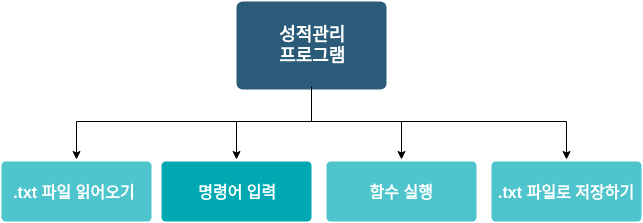 성적관리
프로그램
.txt 파일 읽어오기
명령어 입력
함수 실행
.txt 파일로 저장하기